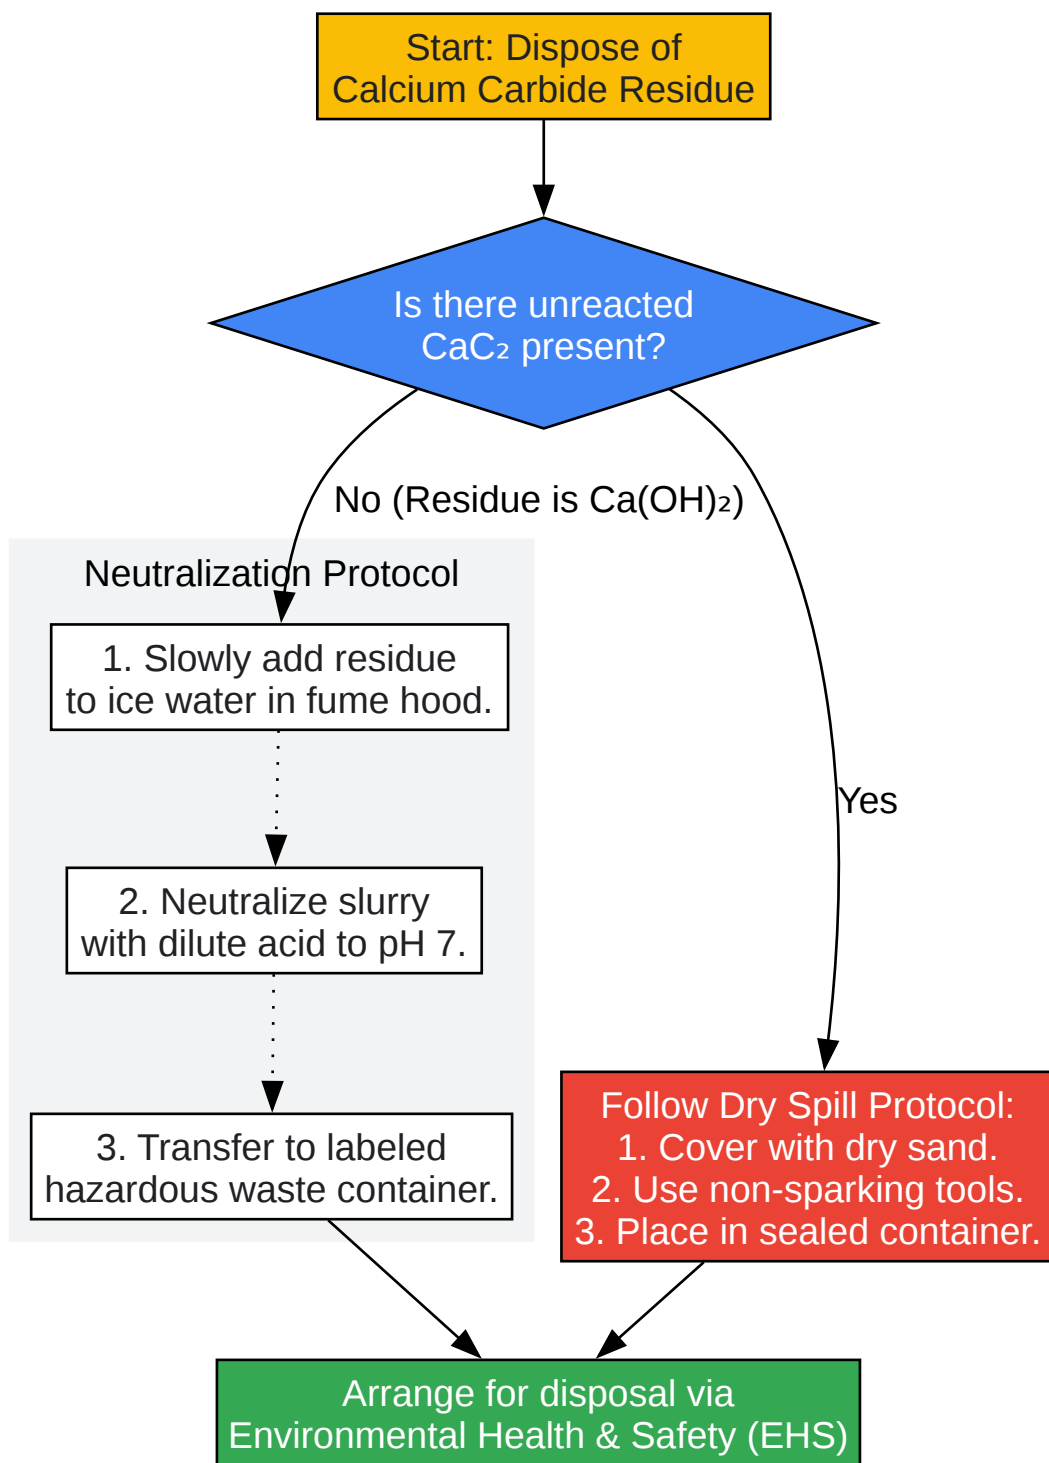 Start: Dispose of
Calcium Carbide Residue
Is there unreacted
CaC₂ present?
No (Residue is Ca(OH)₂)
Neutralization Protocol
1. Slowly add residue
to ice water in fume hood.
2. Neutralize slurry
with dilute acid to pH 7.
3. Transfer to labeled
hazardous waste container.
Yes
Follow Dry Spill Protocol:
1. Cover with dry sand.
2. Use non-sparking tools.
3. Place in sealed container.
Arrange for disposal via
Environmental Health & Safety (EHS)